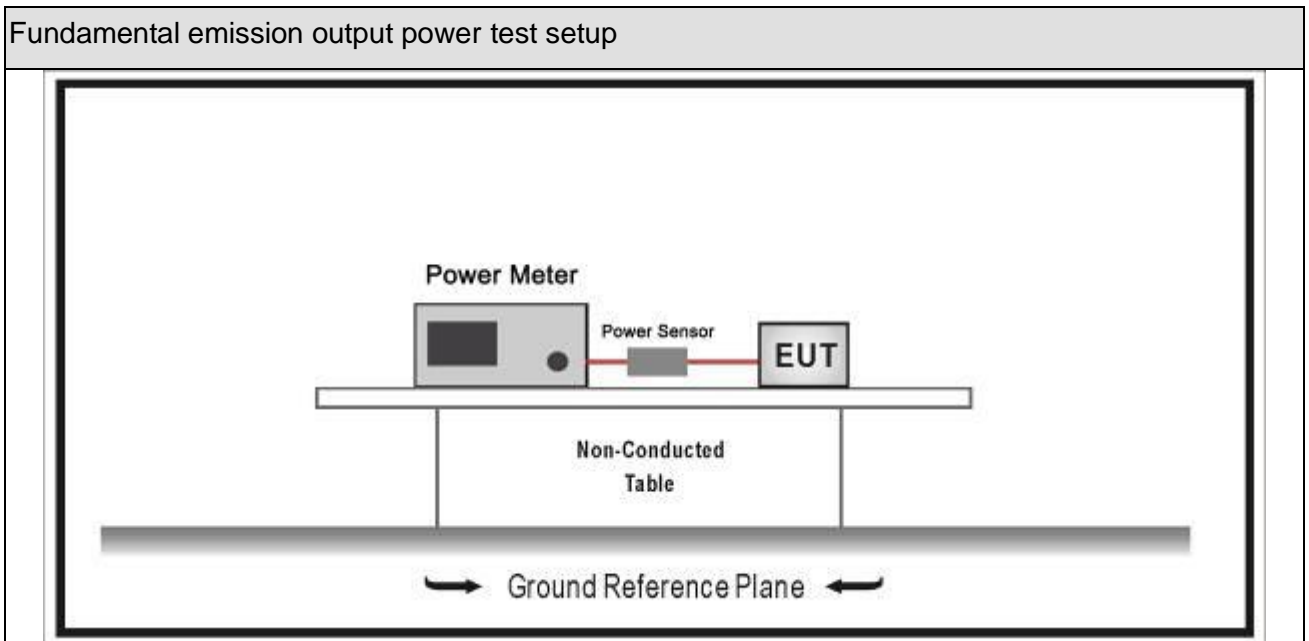 Fundamental emission output power test setup
Power Meter
Power Sensor
EUT
Non-Conducted
Table
Ground Reference Plane